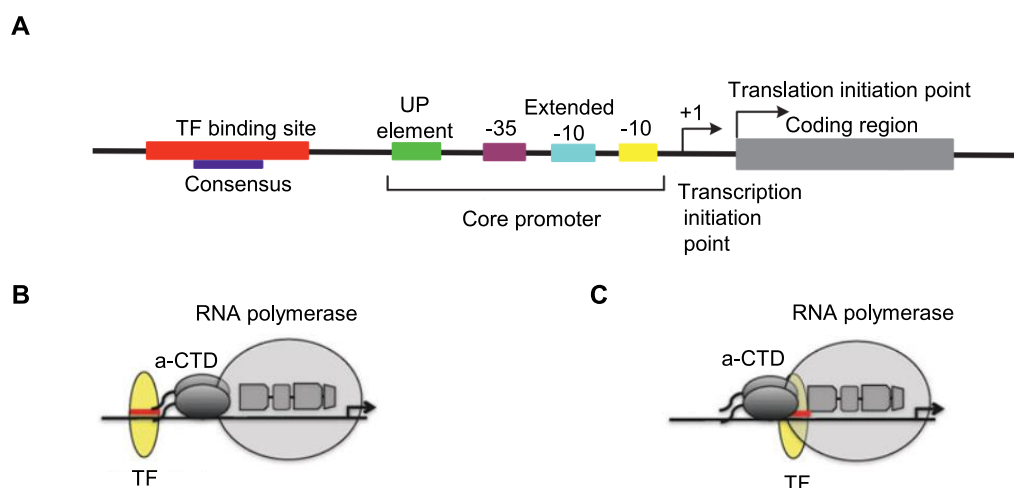 A
TF binding site
Consensus
UP
element
-35
Extended
-10
-10
Core promoter
+1
Transcription
initiation
point
Translation initiation point
Coding region
B
RNA polymerase
a-CTD
TF
C
RNA polymerase
a-CTD
TF